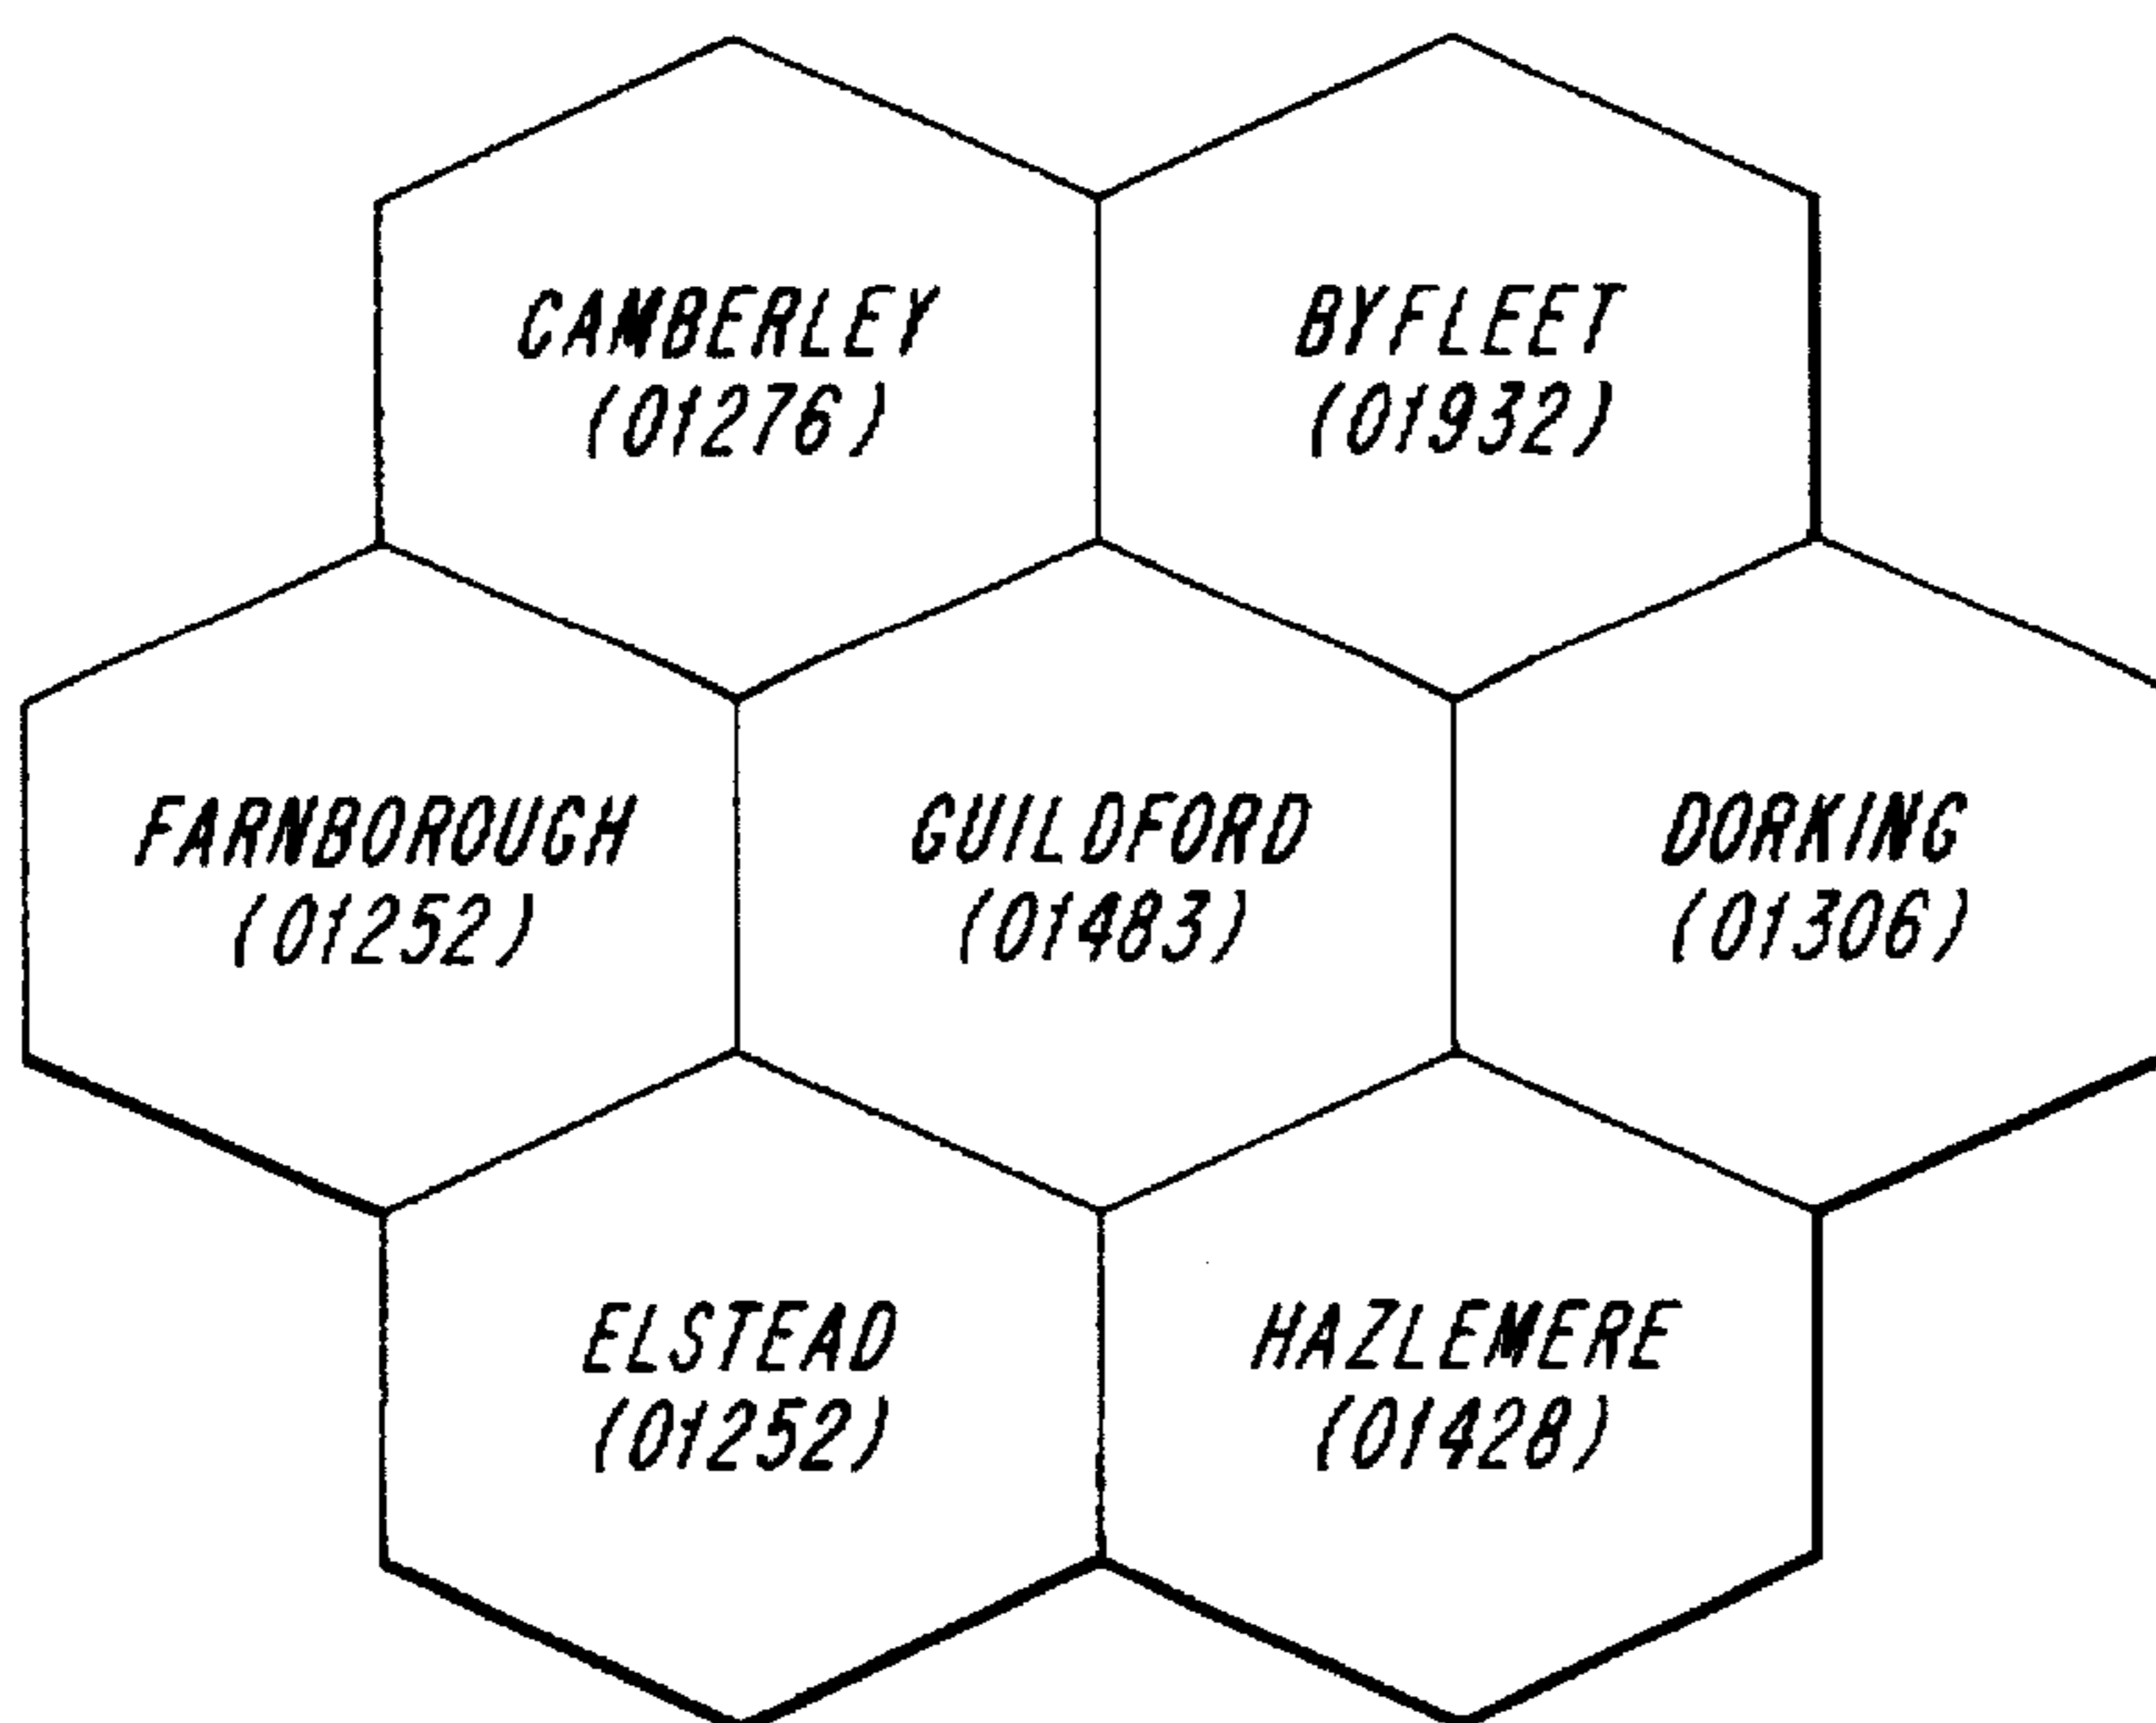 CAMBERLEY
(01276)
BYFLEET
(01932)
FARNBOROUGH
(01252)
GUILDFORD
(01483)
DORKING
(01306)
ELSTEAD
(01252)
HAZLEMERE
(01428)